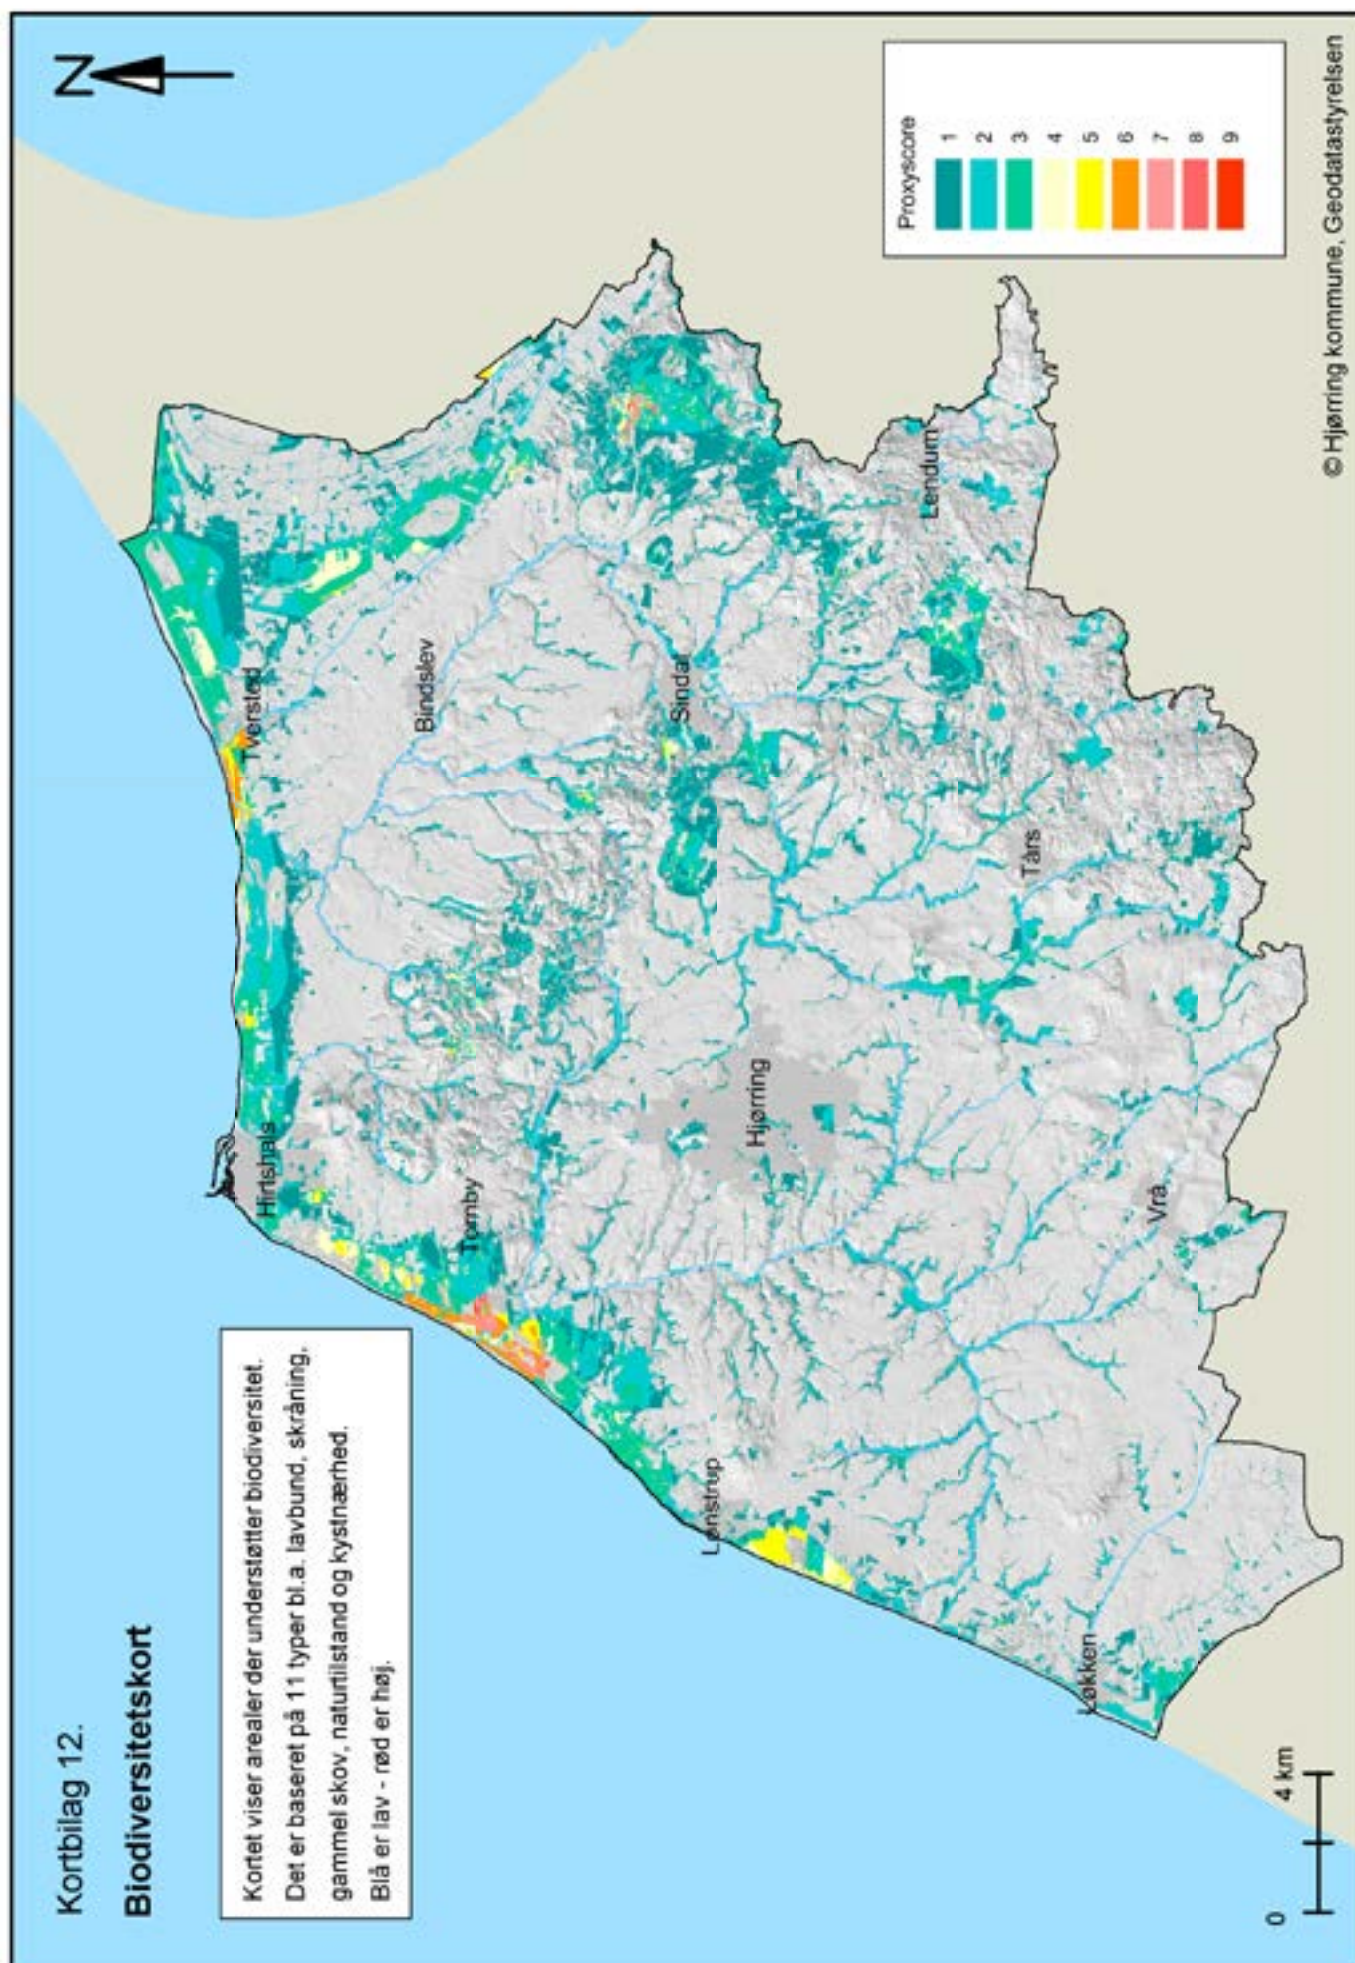 Kortbilag 12.
Biodiversitetskort
Kortet viser arealer der understøtter biodiversitet.
Det er baseret på 11 typer bl.a. lavbund, skråning,
gammel skov, naturtilstand og kystnærhed.
Blå er lav - rød er høj.
N
Hirtshals
Tversted
Bindslev
Tornby
Sindal
Lønstrup
Hjørring
Lendum
Tårs
Løkken
Vrå
Proxyscore
1
2
3
4
5
6
7
8
9
0
4 km
© Hjørring kommune, Geodatastyrelsen